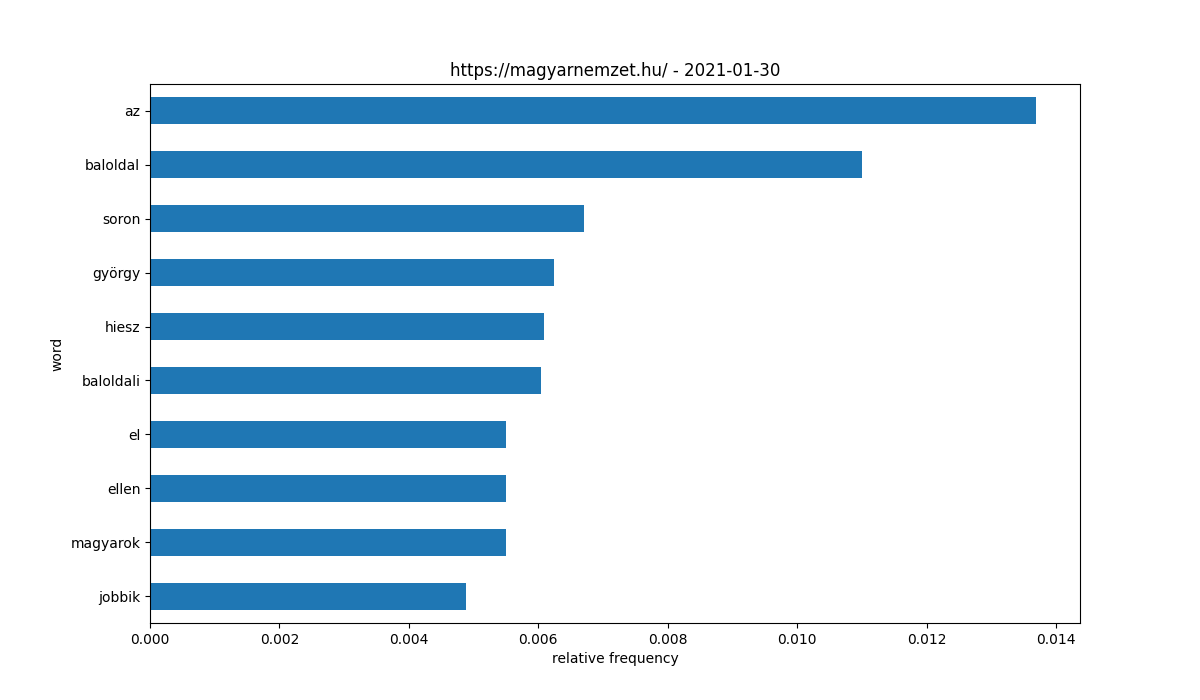 https://magyarnemzet.hu/ - 2021-01-30
az
baloldal
soron
györgy
hiesz
baloldali
el
ellen
magyarok
jobbik
word
0.000 0.002 0.004 0.006 0.008 0.010 0.012 0.014
relative frequency